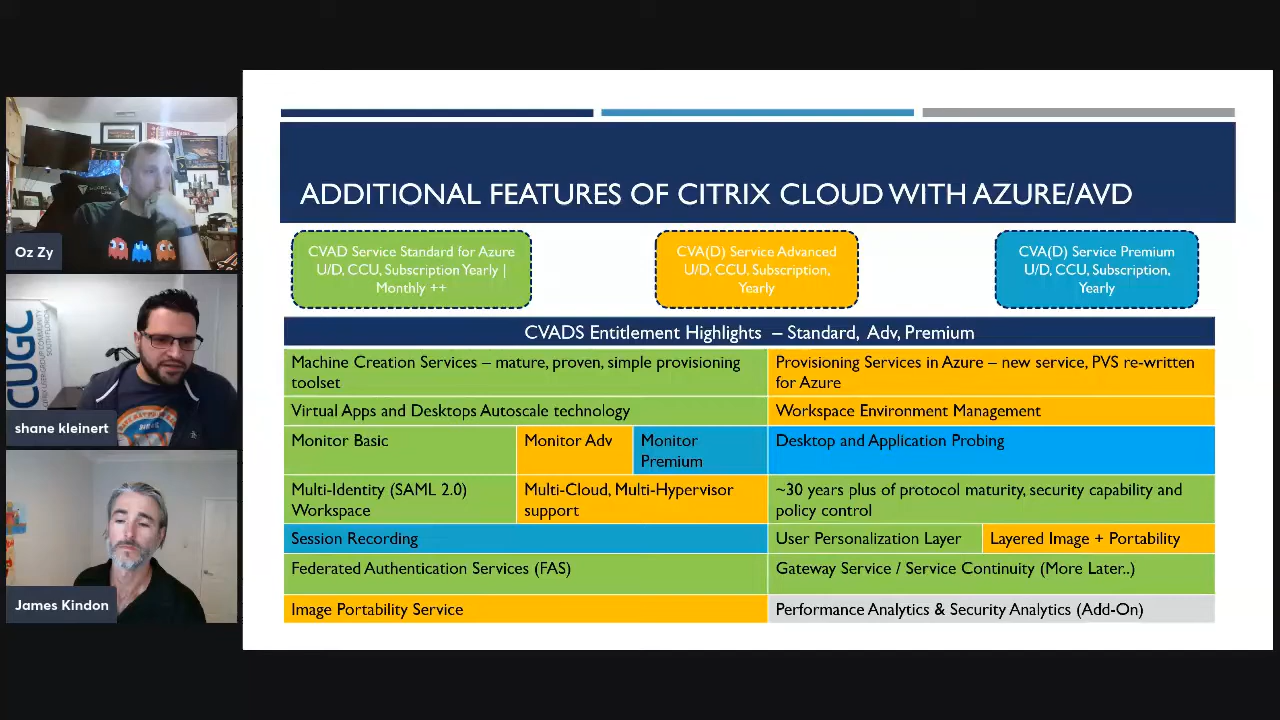 ADDITIONAL FEATURES OF CITRIX CLOUD WITH AZURE/AVD
CVAD Service Standard for Azure
U/D, CCU, Subscription Yearly |
Monthly ++
CVA(D) Service Advanced
U/D, CCU, Subscription,
Yearly
CVA(D) Service Premium
U/D, CCU, Subscription,
Yearly
CVADS Entitlement Highlights – Standard, Adv, Premium
Machine Creation Services – mature, proven, simple provisioning
toolset
Provisioning Services in Azure – new service, PVS re-written
for Azure
Virtual Apps and Desktops Autoscale technology
Workspace Environment Management
Monitor Basic
Monitor Adv
Monitor
Premium
Desktop and Application Probing
Multi-Identity (SAML 2.0)
Workspace
Multi-Cloud, Multi-Hypervisor
support
~30 years plus of protocol maturity, security capability and
policy control
Session Recording
User Personalization Layer
Layered Image + Portability
Federated Authentication Services (FAS)
Gateway Service / Service Continuity (More Later..)
Image Portability Service
Performance Analytics & Security Analytics (Add-On)
Oz Zy
CUGC
shane kleinert
James Kindon